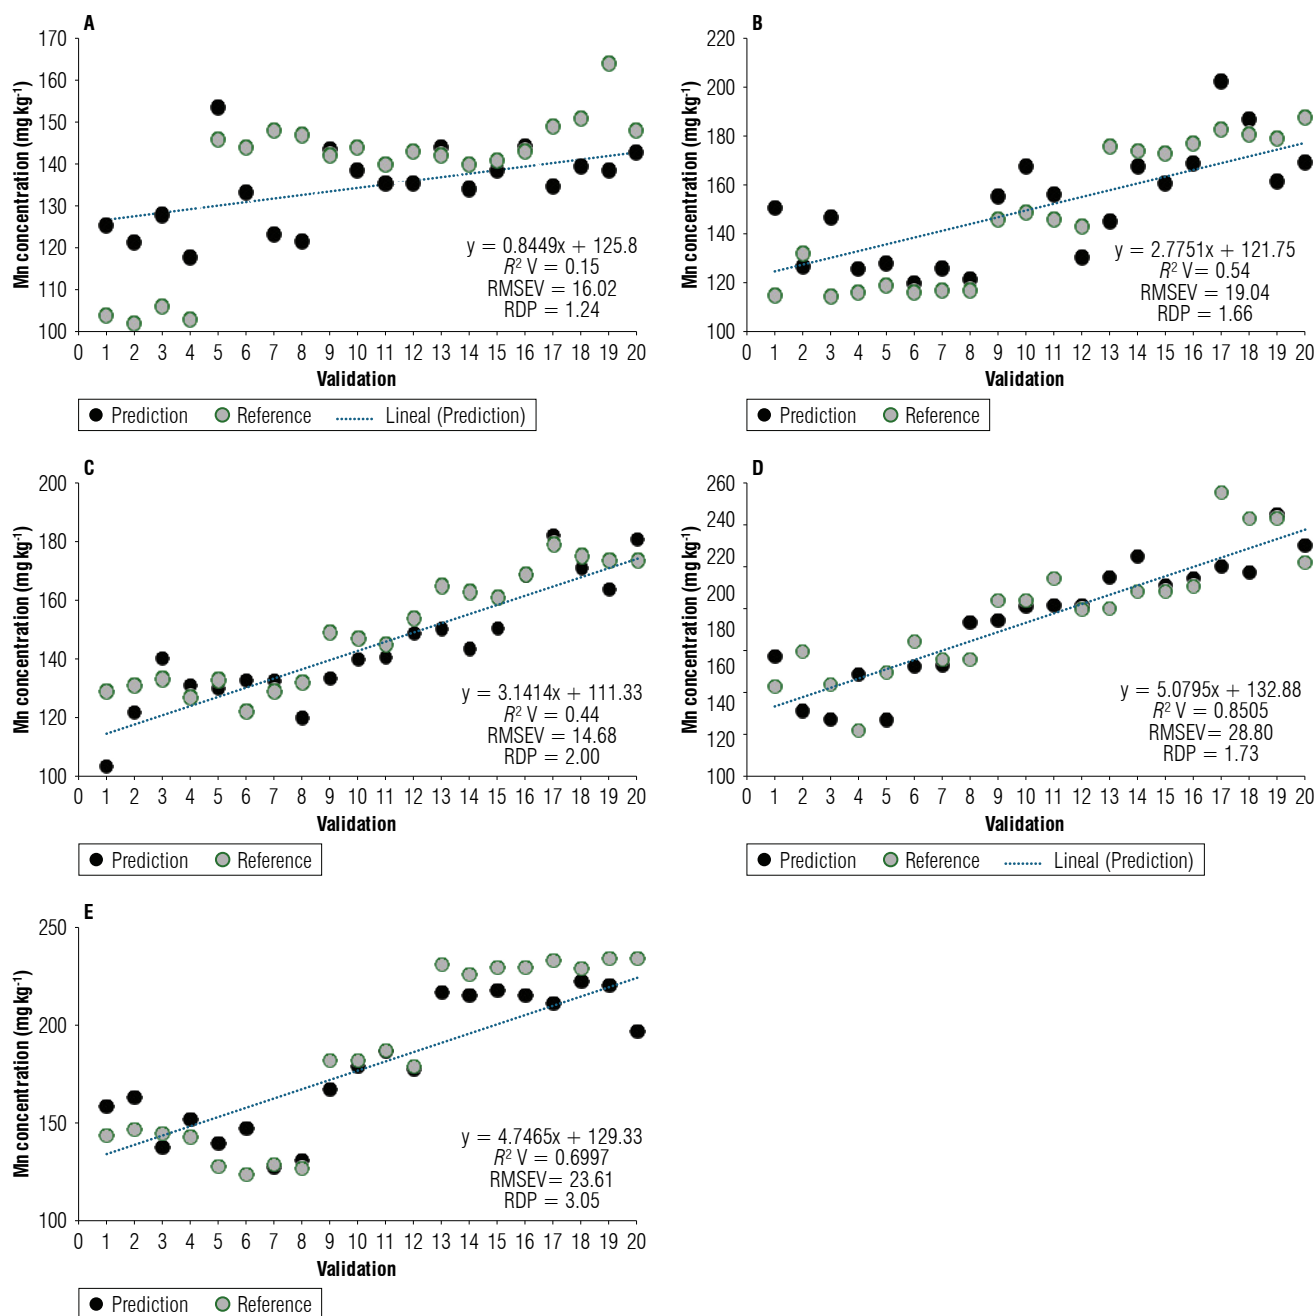 A
Mn concentration (mg kg-1)
170
160
150
140
130
120
110
100
0 1 2 3 4 5 6 7 8 9 10 11 12 13 14 15 16 17 18 19 20
y = 0.8449x + 125.8
R² V = 0.15
RMSEV = 16.02
RDP = 1.24
Validation
Prediction Reference Lineal (Prediction)
B
Mn concentration (mg kg-1)
220
200
180
160
140
120
100
0 1 2 3 4 5 6 7 8 9 10 11 12 13 14 15 16 17 18 19 20
y = 2.7751x + 121.75
R² V= 0.54
RMSEV = 19.04
RDP = 1.66
Validation
Prediction Reference
C
Mn concentration (mg kg-1)
200
180
160
140
120
100
0 1 2 3 4 5 6 7 8 9 10 11 12 13 14 15 16 17 18 19 20
y = 3.1414x + 111.33
R² V = 0.44
RMSEV = 14.68
RDP = 2.00
Validation
Prediction Reference
D
Mn concentration (mg kg-1)
260
240
220
200
180
160
140
120
100
0 1 2 3 4 5 6 7 8 9 10 11 12 13 14 15 16 17 18 19 20
y = 5.0795x + 132.88
R² V = 0.8505
RMSEV= 28.80
RDP = 1.73
Validation
Prediction Reference Lineal (Prediction)
E
Mn concentration (mg kg-1)
250
200
150
100
0 1 2 3 4 5 6 7 8 9 10 11 12 13 14 15 16 17 18 19 20
y = 4.7465x + 129.33
R² V = 0.6997
RMSEV= 23.61
RDP = 3.05
Validation
Prediction Reference